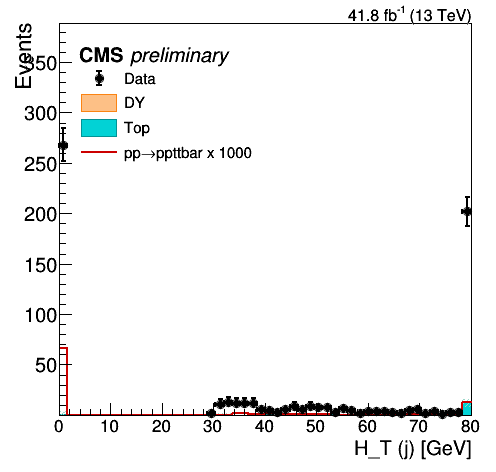 41.8 fb⁻¹ (13 TeV)
Events
CMS preliminary
Data
DY
Top
pp→ppttbar x 1000
350
300
250
200
150
100
50
0 10 20 30 40 50 60 70 80
H_T (j) [GeV]